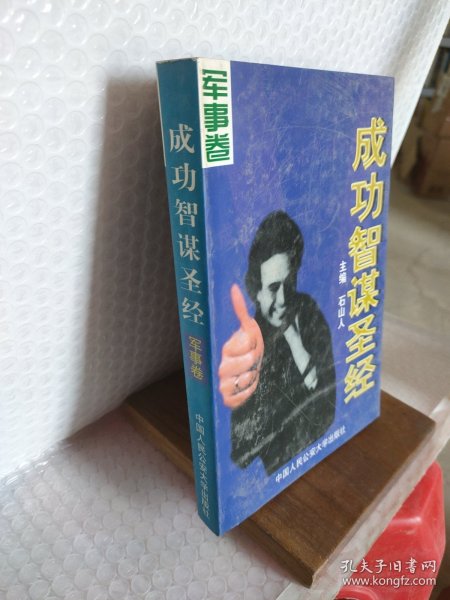 军事卷
成功智谋圣经
主编 石山人
中国人民公安大学出版社
成功智谋圣经
军事卷
中国人民公安大学出版社
孔夫子旧书网
www.kongfz.com